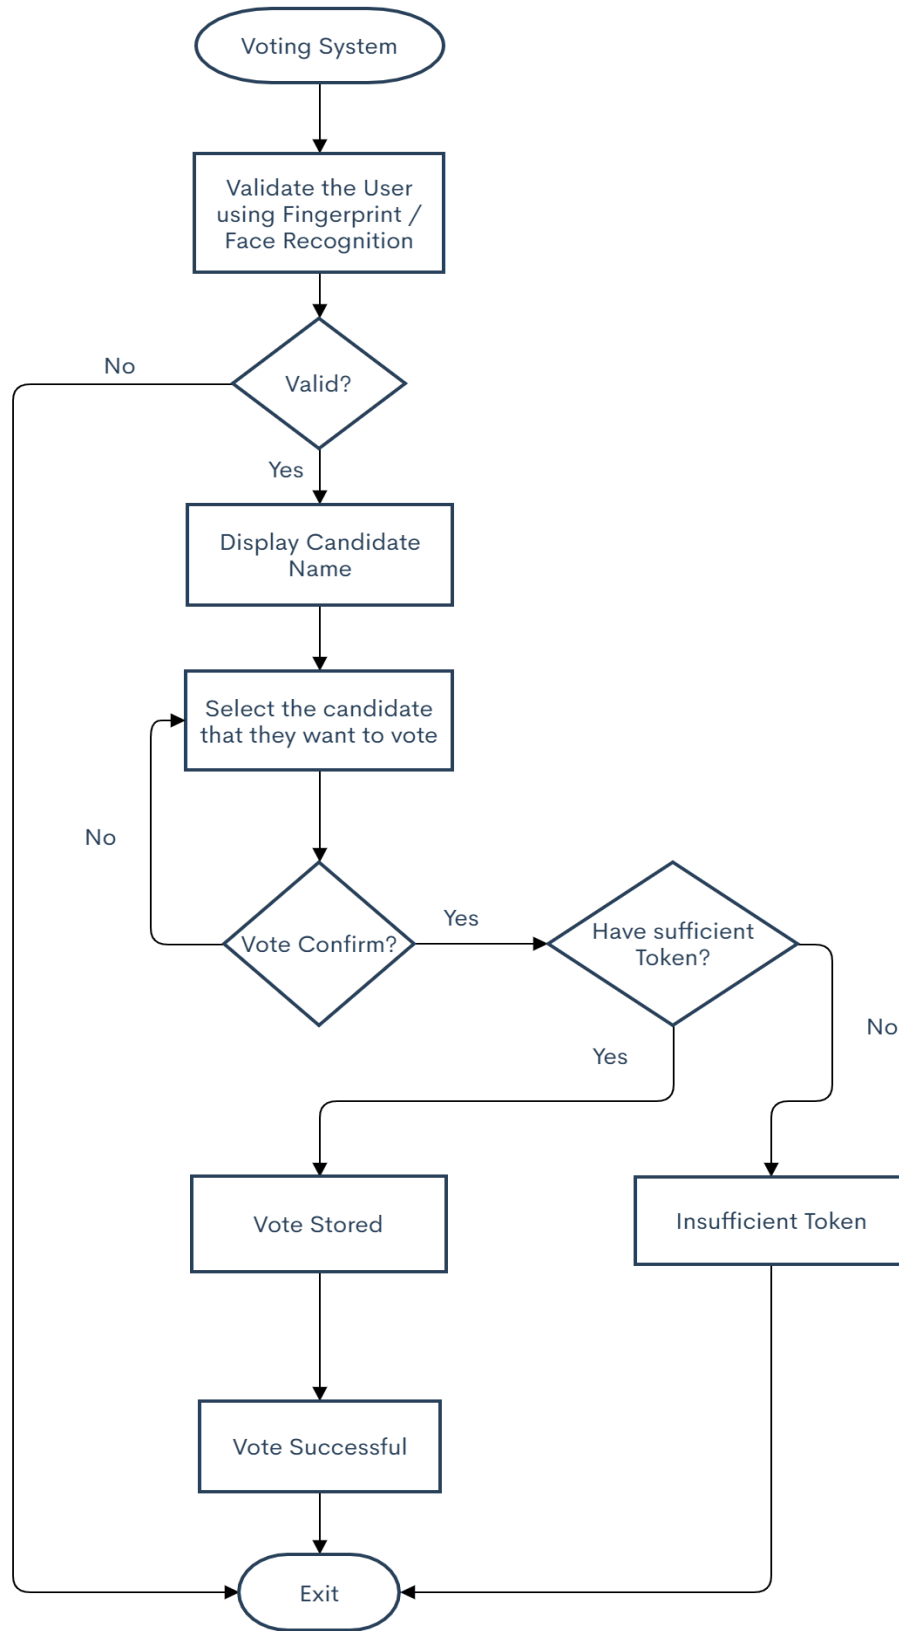 Voting System
Validate the User
using Fingerprint /
Face Recognition
No
Valid?
Yes
Display Candidate
Name
Select the candidate
that they want to vote
No
Vote Confirm?
Yes
Have sufficient
Token?
No
Yes
Vote Stored
Insufficient Token
Vote Successful
Exit